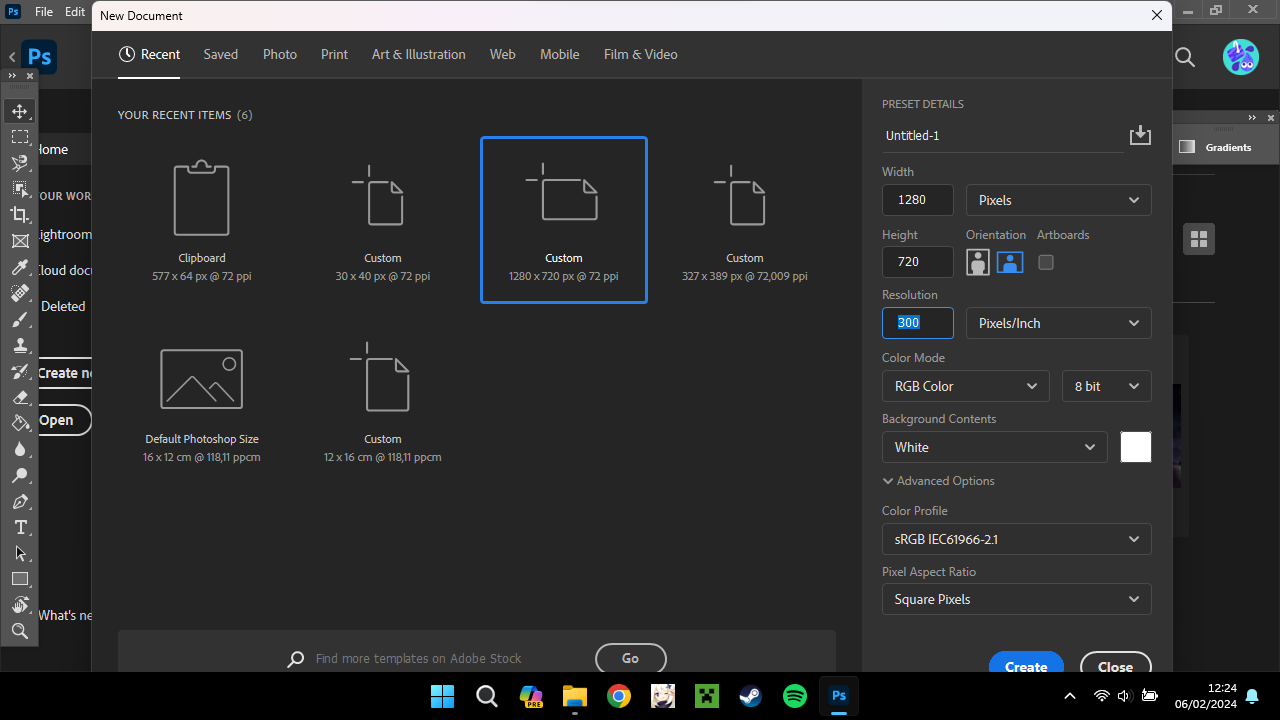 Ps File Edit
New Document
Ps
Recent Saved Photo Print Art & Illustration Web Mobile Film & Video
YOUR RECENT ITEMS (6)
Clipboard
577 x 64 px @ 72 ppi
Custom
30 x 40 px @ 72 ppi
Custom
1280 x 720 px @ 72 ppi
Custom
327 x 389 px @ 72,009 ppi
Default Photoshop Size
16 x 12 cm @ 118,11 ppcm
Custom
12 x 16 cm @ 118,11 ppcm
Find more templates on Adobe Stock Go
PRESET DETAILS
Untitled-1
Width
1280 Pixels
Height Orientation Artboards
720
Resolution
300 Pixels/Inch
Color Mode
RGB Color 8 bit
Background Contents
White
Advanced Options
Color Profile
sRGB IEC61966-2.1
Pixel Aspect Ratio
Square Pixels
Create Close
Home
YOUR WOR
Lightroom
Cloud docu
Deleted
Create ne
Open
What's ne
Gradients
PRE
Ps
12:24
06/02/2024